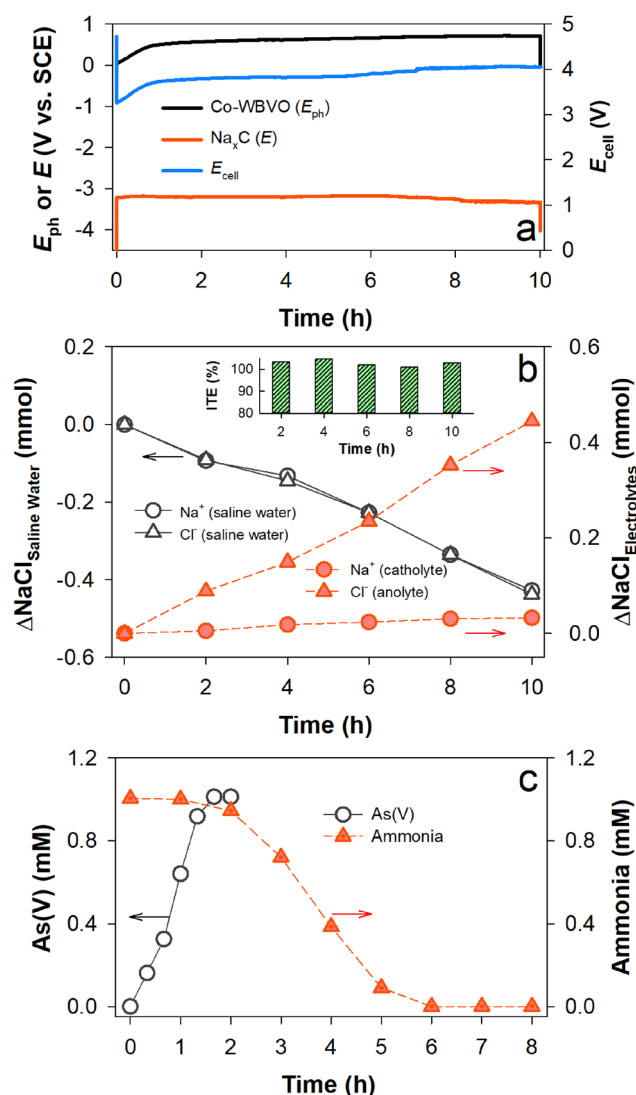 1
0
-1
-2
-3
-4
E_ph or E (V vs. SCE)
5
4
3
2
1
0
E_cell (V)
Co-WBVO (E_ph)
Na_xC (E)
E_cell
a
0 2 4 6 8 10
Time (h)
0.2
0.0
-0.2
-0.4
-0.6
ΔNaCl_Saline Water (mmol)
0.6
0.4
0.2
0.0
ΔNaCl_Electrolytes (mmol)
b
100
90
80
ITE (%)
2 4 6 8 10
Time (h)
Na⁺ (saline water)
Cl⁻ (saline water)
Na⁺ (catholyte)
Cl⁻ (anolyte)
0 2 4 6 8 10
Time (h)
1.2
0.8
0.4
0.0
As(V) (mM)
1.2
0.8
0.4
0.0
Ammonia (mM)
c
As(V)
Ammonia
0 1 2 3 4 5 6 7 8
Time (h)